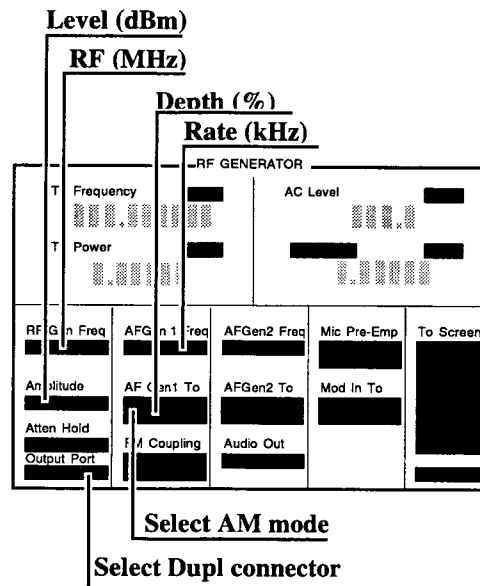 Level (dBm)
RF (MHz)
Depth (%)
Rate (kHz)
RF GENERATOR
T Frequency
AC Level
T Power
RF Gen Freq
AFGen 1 Freq
AFGen2 Freq
Mic Pre-Emp
To Screen
Amplitude
AF Gen1 To
AFGen2 To
Mod In To
Atten Hold
FM Coupling
Audio Out
Output Port
Select AM mode
Select Dupl connector